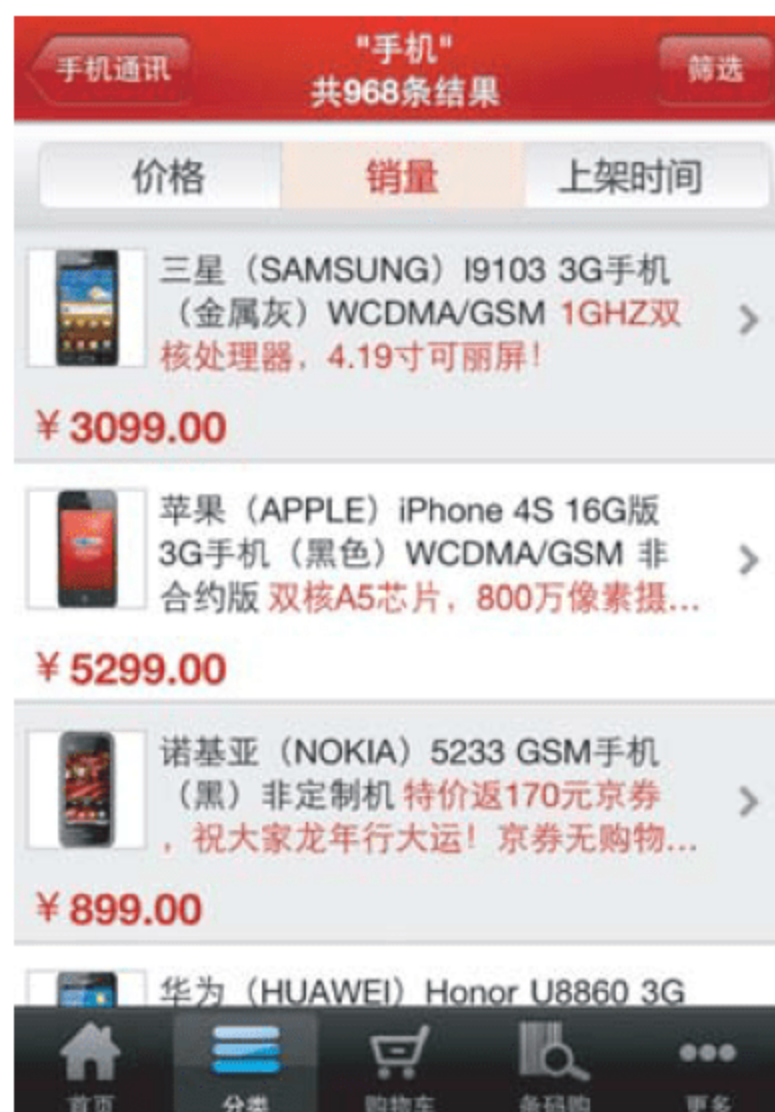 手机通讯
"手机"
共968条结果
筛选
价格
销量
上架时间
三星（SAMSUNG）I9103 3G手机
（金属灰）WCDMA/GSM 1GHZ双
核处理器，4.19寸可丽屏！
￥3099.00
苹果（APPLE）iPhone 4S 16G版
3G手机（黑色）WCDMA/GSM 非
合约版 双核A5芯片，800万像素摄...
￥5299.00
诺基亚（NOKIA）5233 GSM手机
（黑）非定制机 特价返170元京券
，祝大家龙年行大运！京券无购物...
￥899.00
华为（HUAWEI）Honor U8860 3G
首页
分类
购物车
条码购
更多